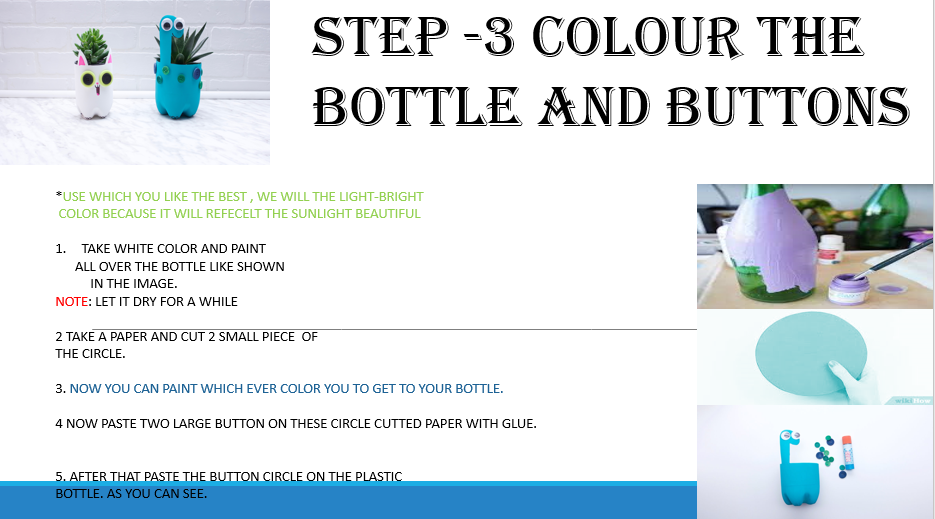 STEP -3 COLOUR THE
BOTTLE AND BUTTONS
*USE WHICH YOU LIKE THE BEST , WE WILL THE LIGHT-BRIGHT
COLOR BECAUSE IT WILL REFECELT THE SUNLIGHT BEAUTIFUL
1. TAKE WHITE COLOR AND PAINT
ALL OVER THE BOTTLE LIKE SHOWN
IN THE IMAGE.
NOTE: LET IT DRY FOR A WHILE
2 TAKE A PAPER AND CUT 2 SMALL PIECE OF
THE CIRCLE.
3. NOW YOU CAN PAINT WHICH EVER COLOR YOU TO GET TO YOUR BOTTLE.
4 NOW PASTE TWO LARGE BUTTON ON THESE CIRCLE CUTTED PAPER WITH GLUE.
5. AFTER THAT PASTE THE BUTTON CIRCLE ON THE PLASTIC
BOTTLE. AS YOU CAN SEE.
wikiHow